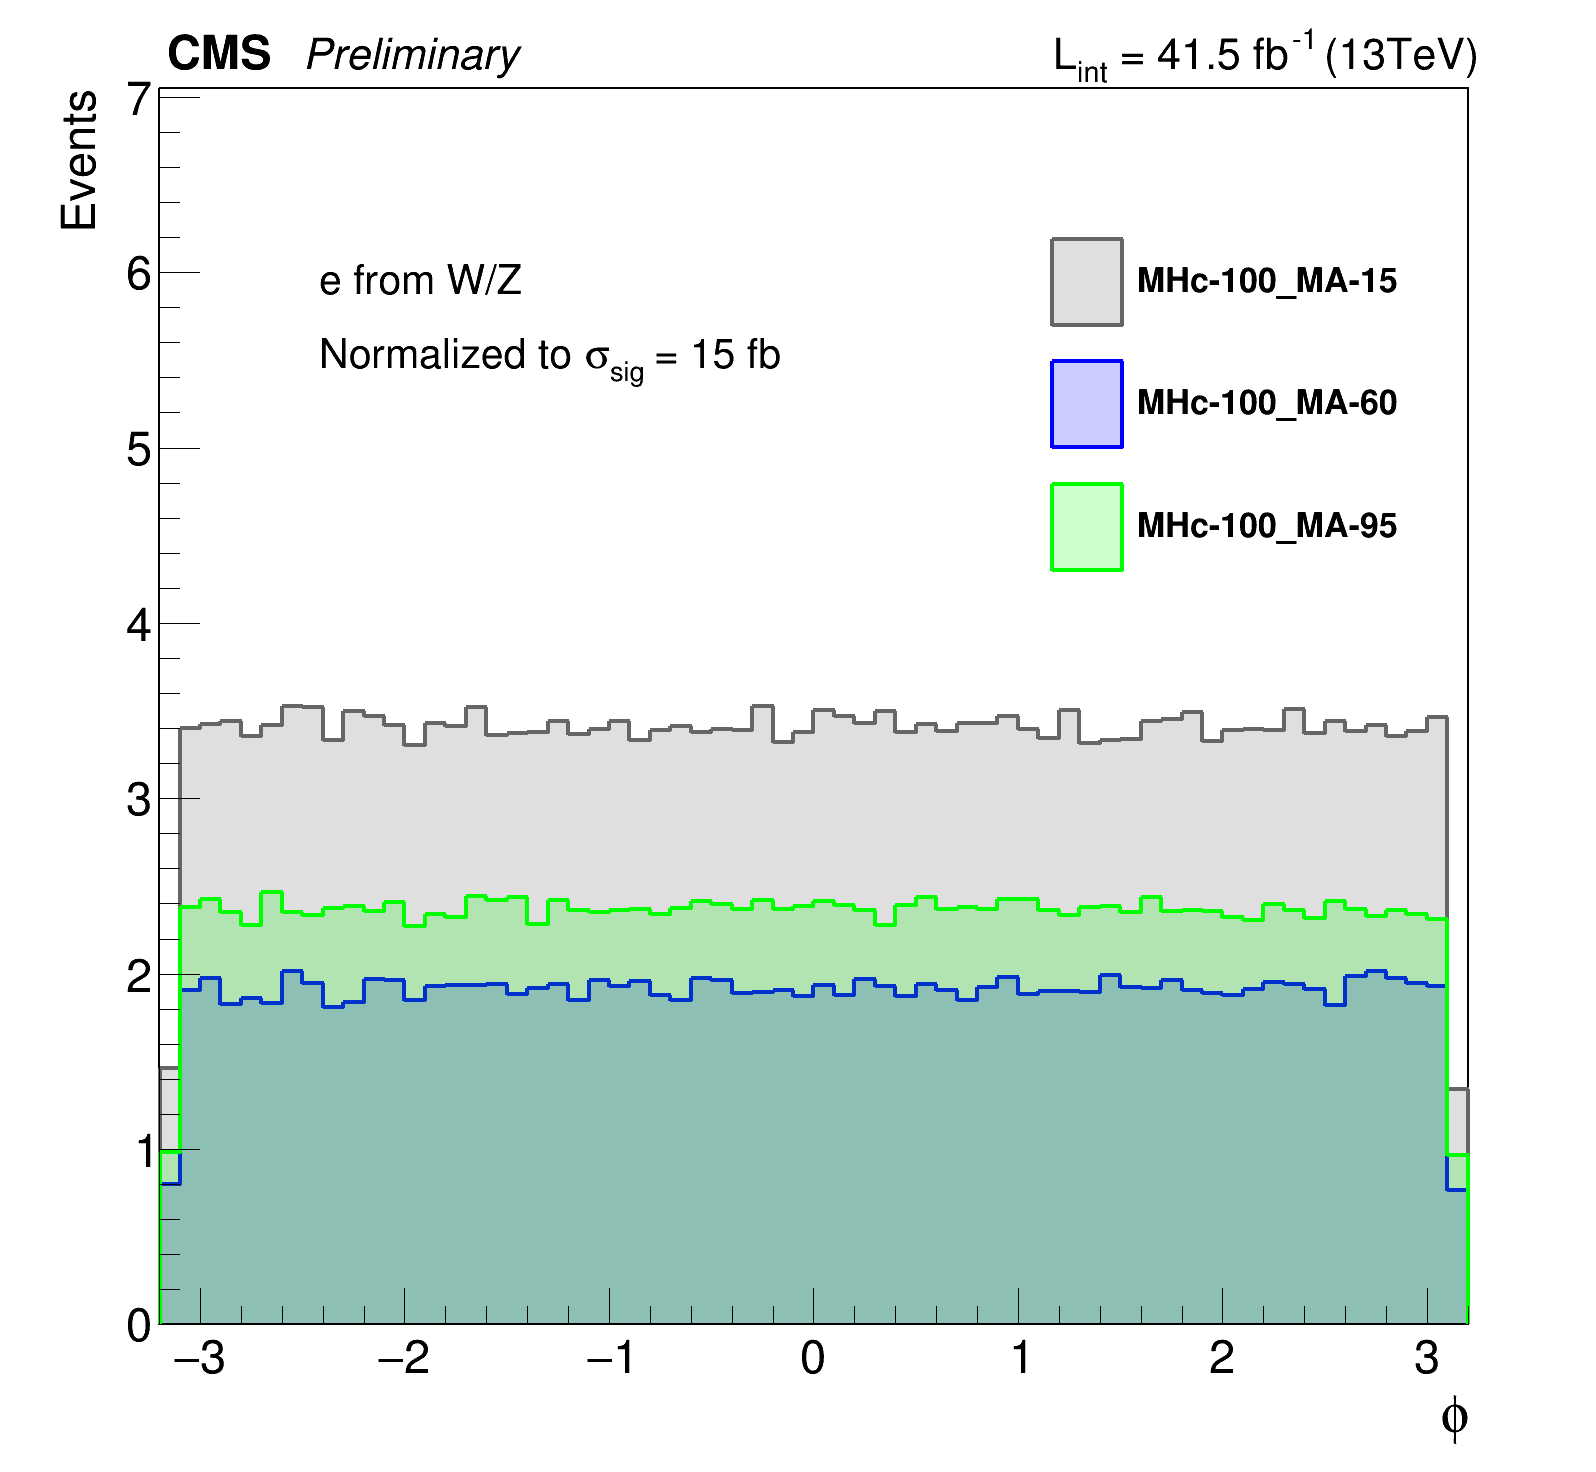 CMS Preliminary
L_int = 41.5 fb^-1 (13TeV)
Events
7
6
5
4
3
2
1
0
e from W/Z
Normalized to σ_sig = 15 fb
MHc-100_MA-15
MHc-100_MA-60
MHc-100_MA-95
−3 −2 −1 0 1 2 3
ϕ